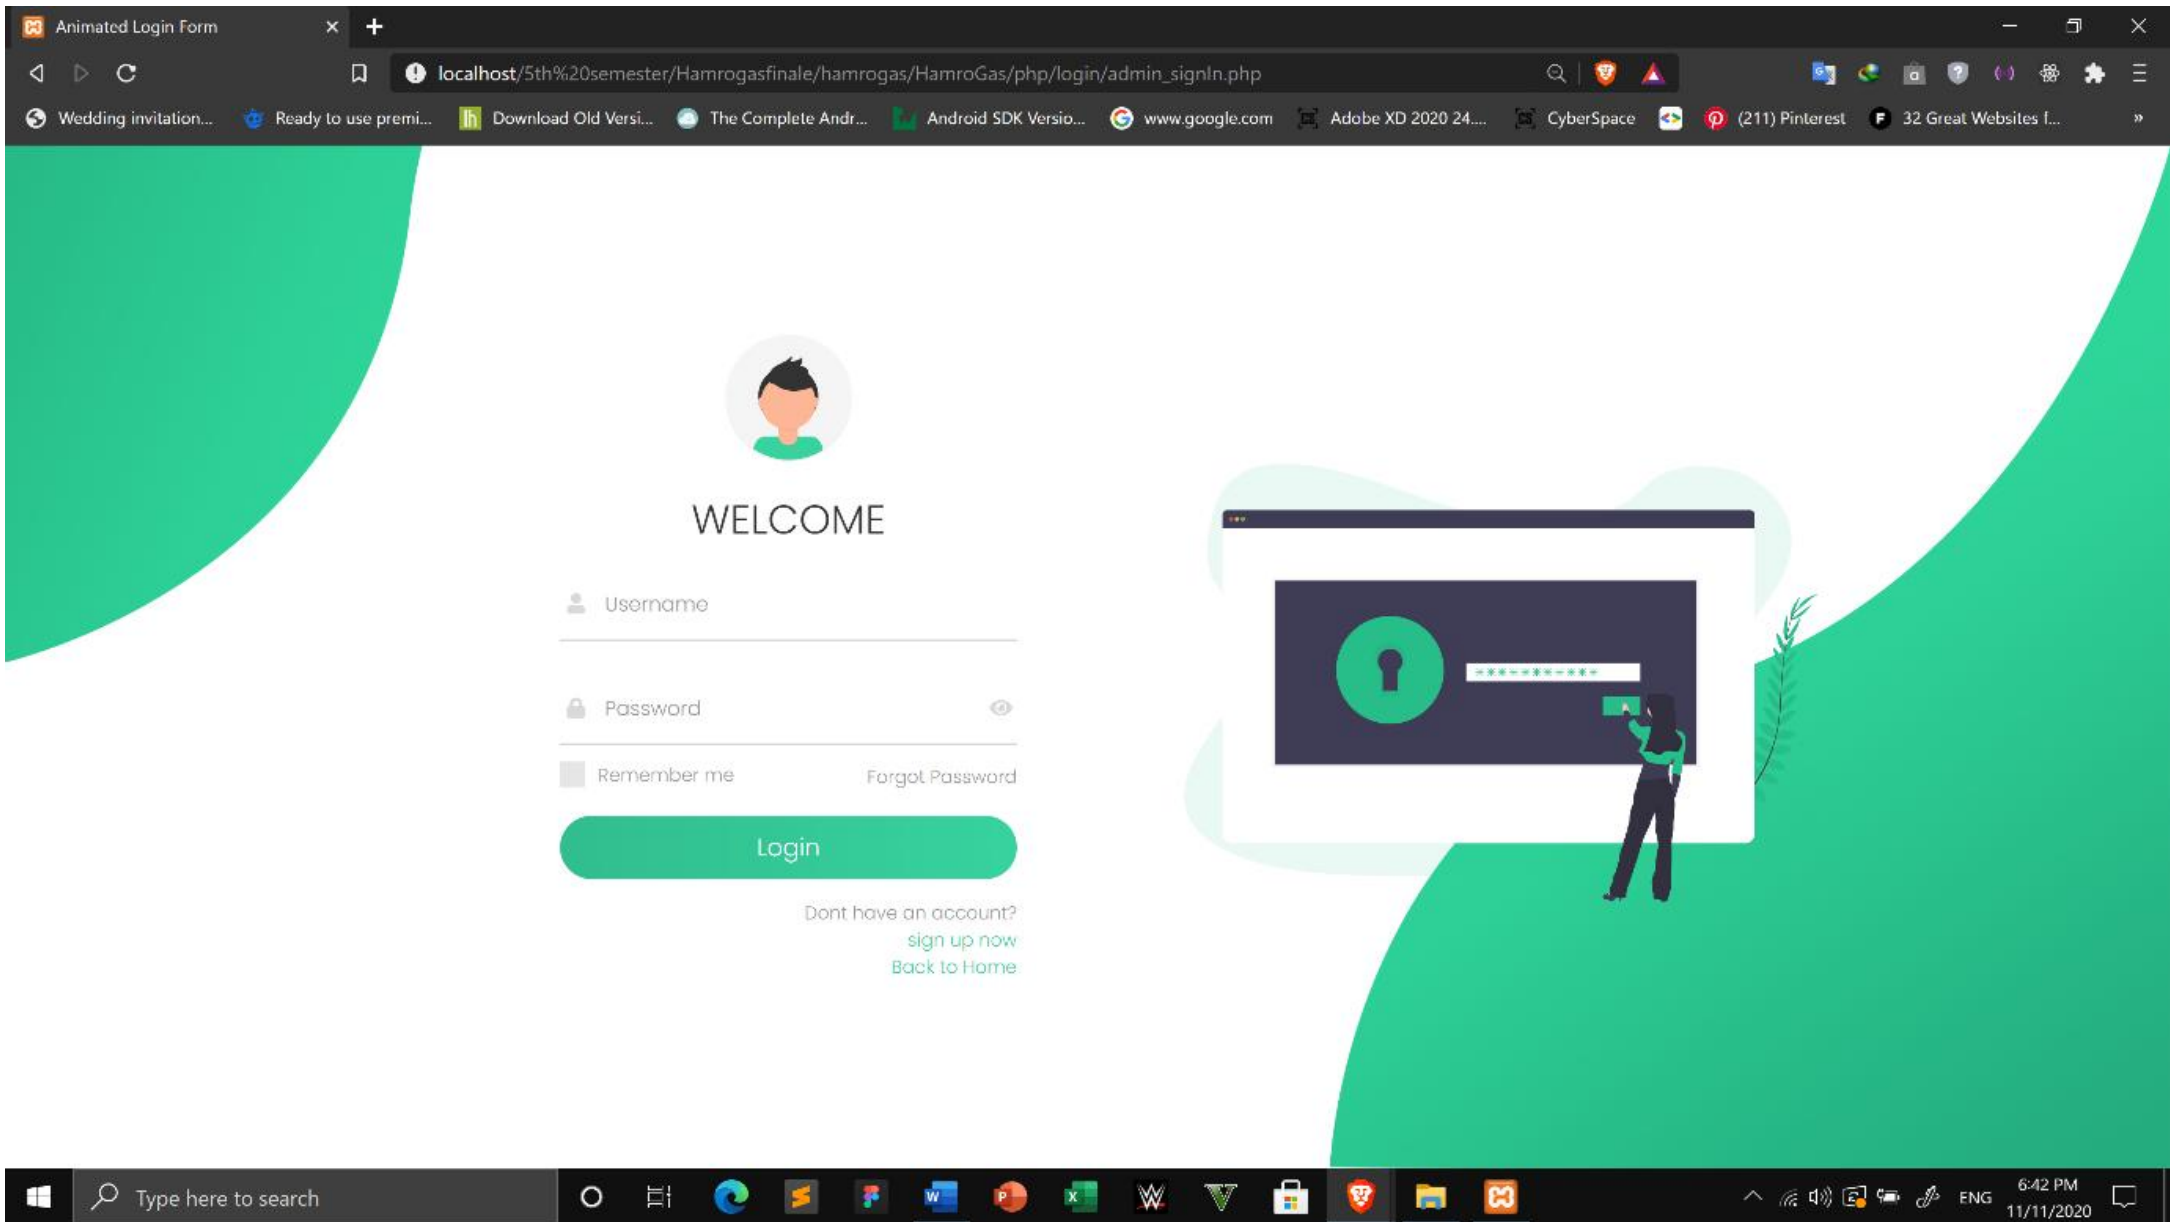 Animated Login Form
localhost/5th%20semester/Hamrogasfinale/hamrogas/HamroGas/php/login/admin_signIn.php
Wedding invitation... Ready to use premi... Download Old Versi... The Complete Andr... Android SDK Versio... www.google.com Adobe XD 2020 24.... CyberSpace (211) Pinterest 32 Great Websites f... »
WELCOME
Username
Password
Remember me Forgot Password
Login
Dont have an account?
sign up now
Back to Home
Type here to search
ENG
6:42 PM
11/11/2020